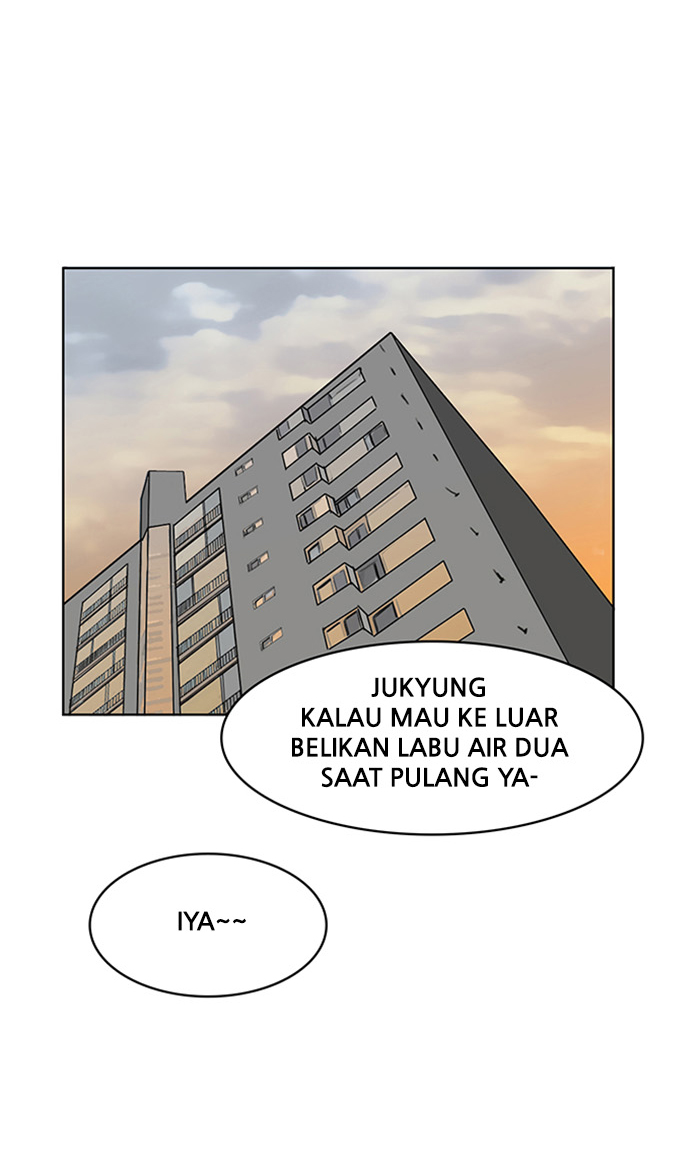 JUKYUNG
KALAU MAU KE LUAR
BELIKAN LABU AIR DUA
SAAT PULANG YA-
IYA~~